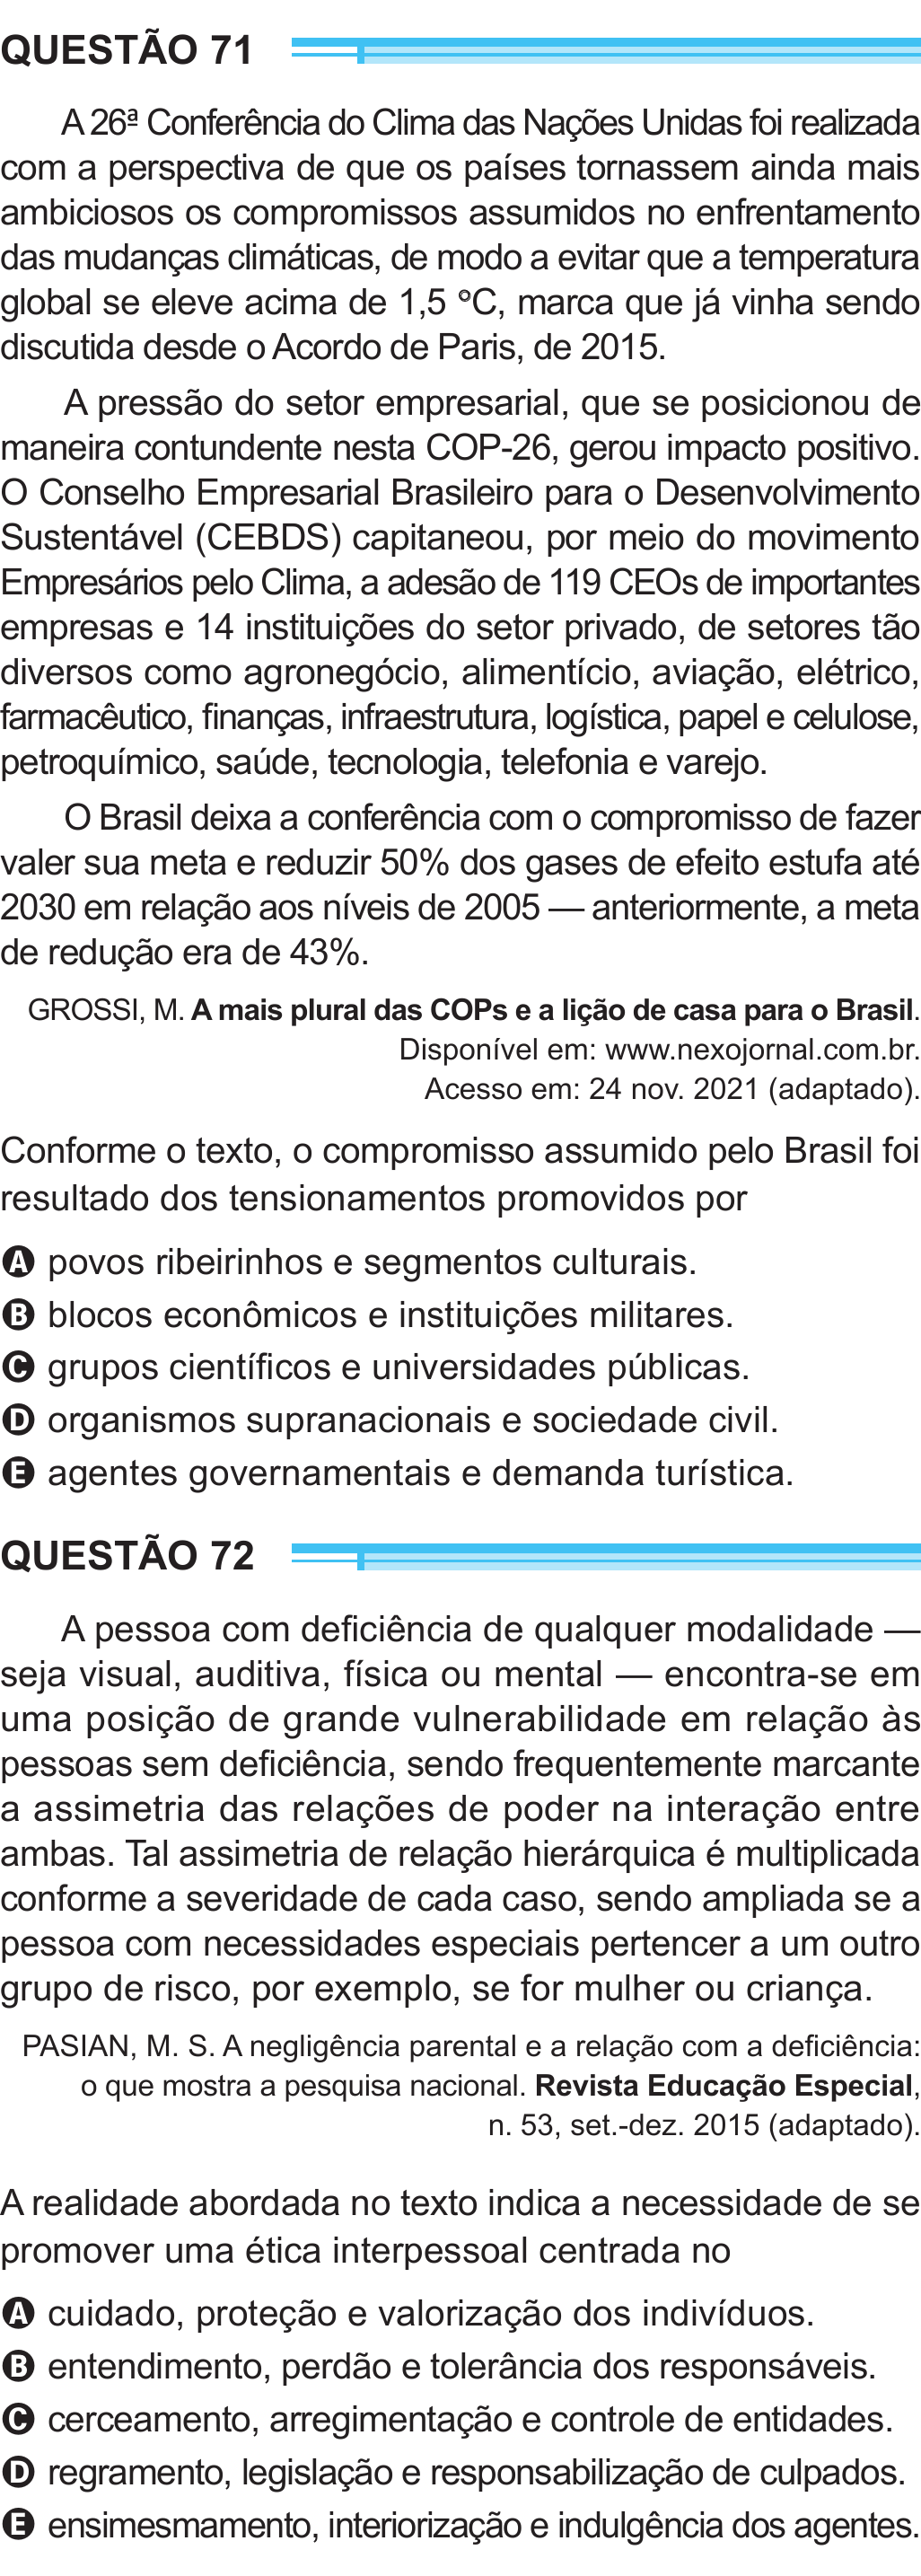 QUESTÃO 71
A 26ª Conferência do Clima das Nações Unidas foi realizada
com a perspectiva de que os países tornassem ainda mais
ambiciosos os compromissos assumidos no enfrentamento
das mudanças climáticas, de modo a evitar que a temperatura
global se eleve acima de 1,5 °C, marca que já vinha sendo
discutida desde o Acordo de Paris, de 2015.
A pressão do setor empresarial, que se posicionou de
maneira contundente nesta COP-26, gerou impacto positivo.
O Conselho Empresarial Brasileiro para o Desenvolvimento
Sustentável (CEBDS) capitaneou, por meio do movimento
Empresários pelo Clima, a adesão de 119 CEOs de importantes
empresas e 14 instituições do setor privado, de setores tão
diversos como agronegócio, alimentício, aviação, elétrico,
farmacêutico, finanças, infraestrutura, logística, papel e celulose,
petroquímico, saúde, tecnologia, telefonia e varejo.
O Brasil deixa a conferência com o compromisso de fazer
valer sua meta e reduzir 50% dos gases de efeito estufa até
2030 em relação aos níveis de 2005 — anteriormente, a meta
de redução era de 43%.
GROSSI, M. A mais plural das COPs e a lição de casa para o Brasil.
Disponível em: www.nexojornal.com.br.
Acesso em: 24 nov. 2021 (adaptado).
Conforme o texto, o compromisso assumido pelo Brasil foi
resultado dos tensionamentos promovidos por
A povos ribeirinhos e segmentos culturais.
B blocos econômicos e instituições militares.
C grupos científicos e universidades públicas.
D organismos supranacionais e sociedade civil.
E agentes governamentais e demanda turística.
QUESTÃO 72
A pessoa com deficiência de qualquer modalidade —
seja visual, auditiva, física ou mental — encontra-se em
uma posição de grande vulnerabilidade em relação às
pessoas sem deficiência, sendo frequentemente marcante
a assimetria das relações de poder na interação entre
ambas. Tal assimetria de relação hierárquica é multiplicada
conforme a severidade de cada caso, sendo ampliada se a
pessoa com necessidades especiais pertencer a um outro
grupo de risco, por exemplo, se for mulher ou criança.
PASIAN, M. S. A negligência parental e a relação com a deficiência:
o que mostra a pesquisa nacional. Revista Educação Especial,
n. 53, set.-dez. 2015 (adaptado).
A realidade abordada no texto indica a necessidade de se
promover uma ética interpessoal centrada no
A cuidado, proteção e valorização dos indivíduos.
B entendimento, perdão e tolerância dos responsáveis.
C cerceamento, arregimentação e controle de entidades.
D regramento, legislação e responsabilização de culpados.
E ensimesmamento, interiorização e indulgência dos agentes.